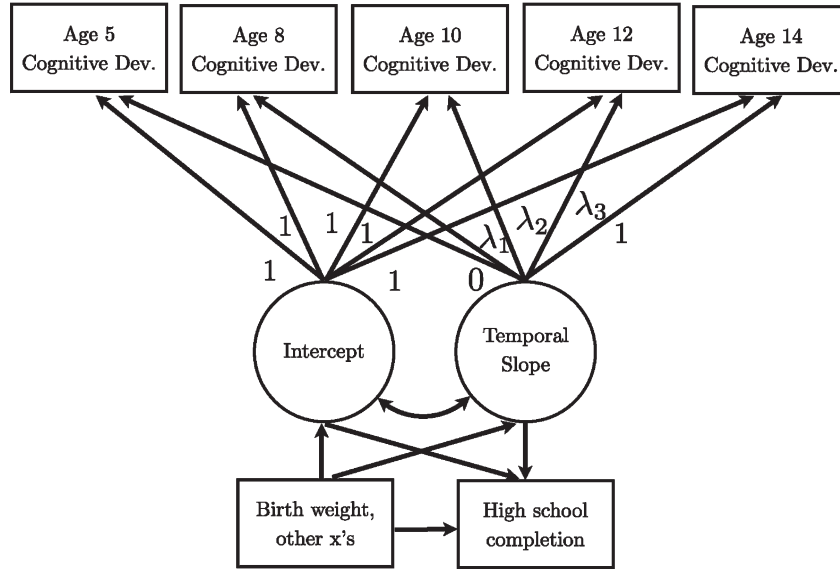 Age 5
Cognitive Dev.
Age 8
Cognitive Dev.
Age 10
Cognitive Dev.
Age 12
Cognitive Dev.
Age 14
Cognitive Dev.
1
1
1
1
1
0
λ₁
λ₂
λ₃
1
Intercept
Temporal
Slope
Birth weight,
other x's
High school
completion